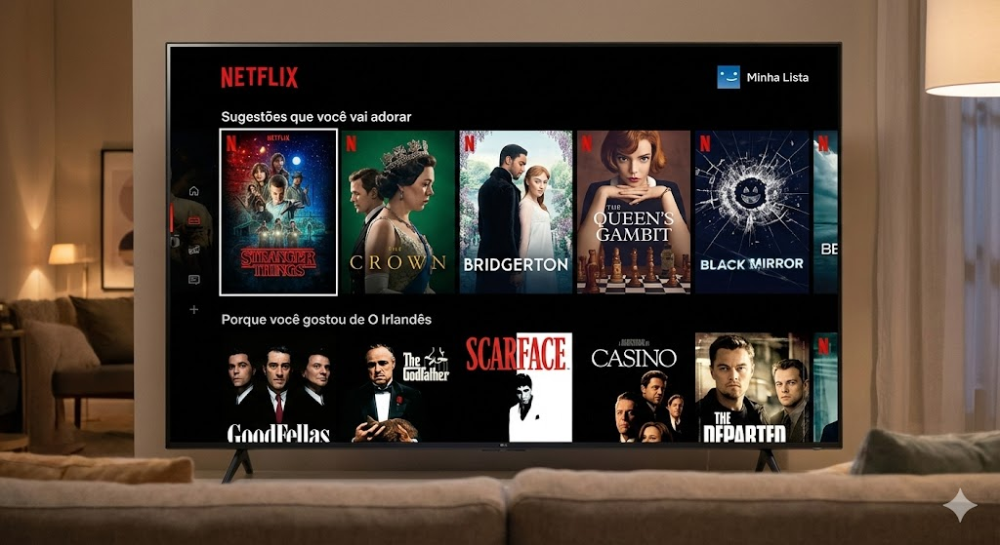 NETFLIX
Minha Lista
Sugestões que você vai adorar
N
NETFLIX
STRANGER
THINGS
N
THE
CROWN
N
BRIDGERTON
N
THE
QUEEN'S
GAMBIT
N
BLACK MIRROR
N
BE
Porque você gostou de O Irlandês
GoodFellas
The
Godfather
SCARFACE
CASINO
THE
DEPARTED
N
LG